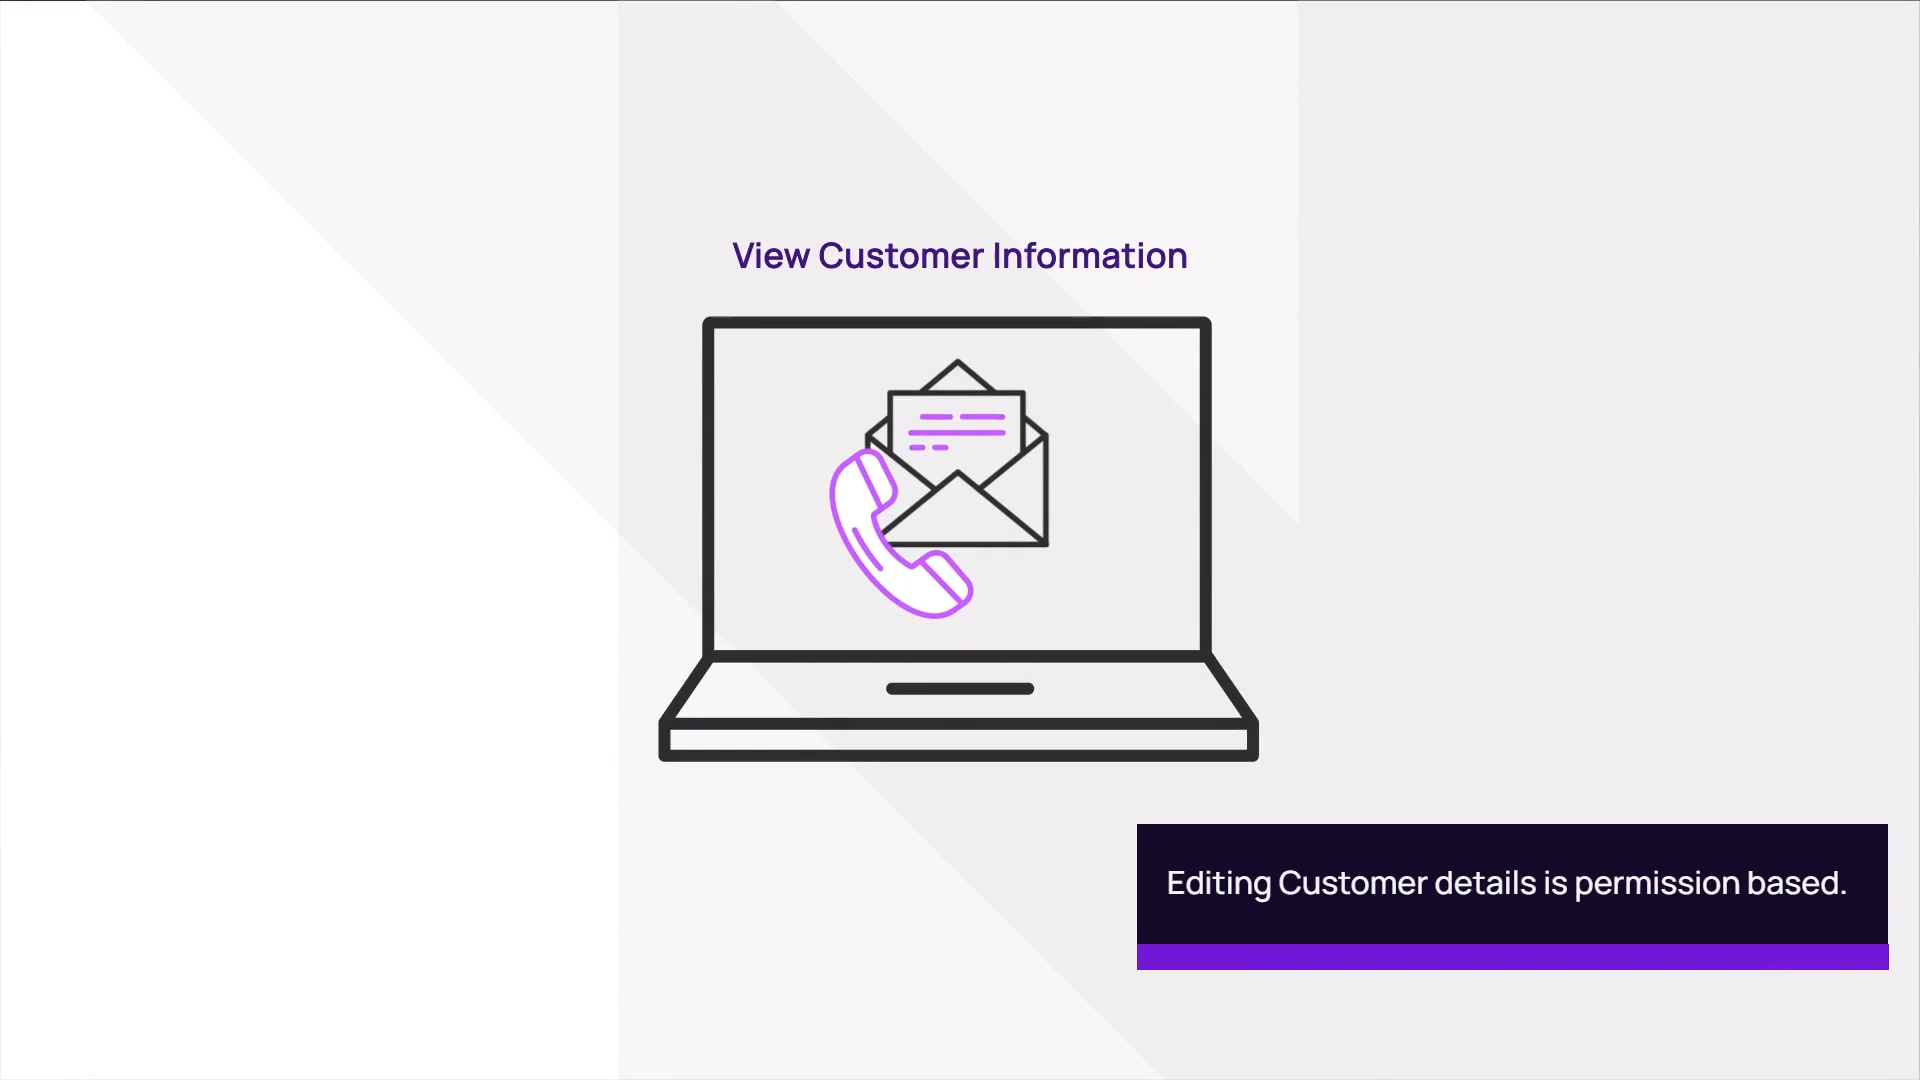 View Customer Information
Editing Customer details is permission based.